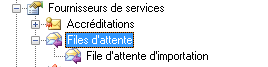 Fournisseurs de services
Accréditations
Files d'attente
File d'attente d'importation